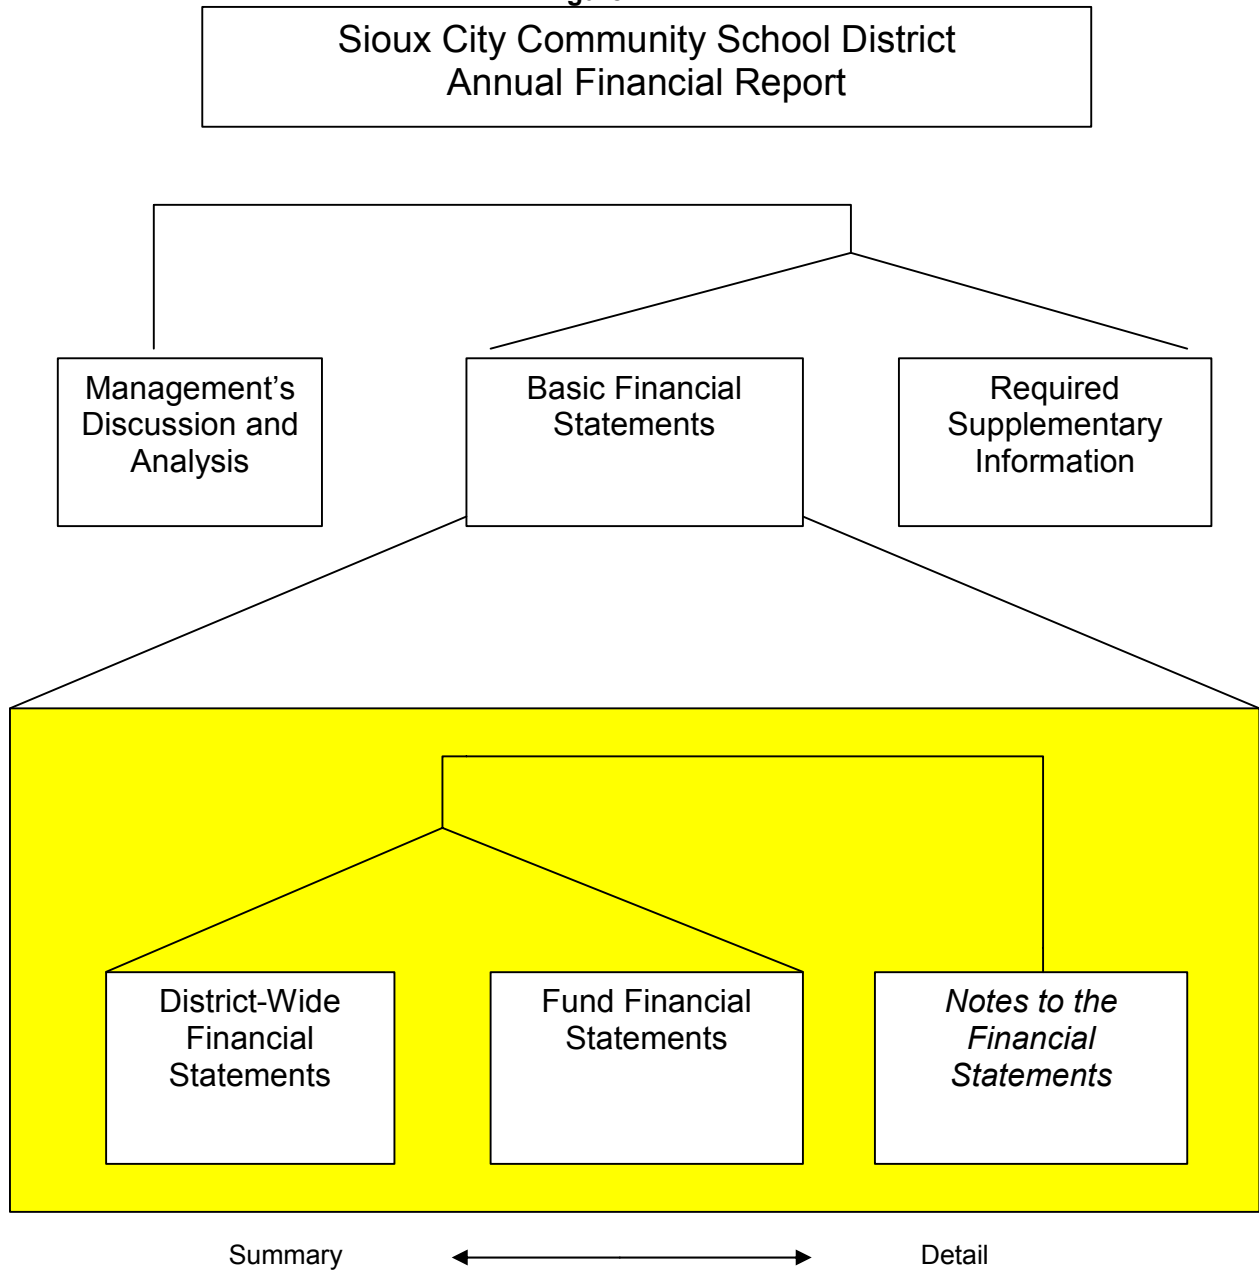 Sioux City Community School District
Annual Financial Report
Management’s
Discussion and
Analysis
Basic Financial
Statements
Required
Supplementary
Information
District-Wide
Financial
Statements
Fund Financial
Statements
Notes to the
Financial
Statements
Summary
Detail